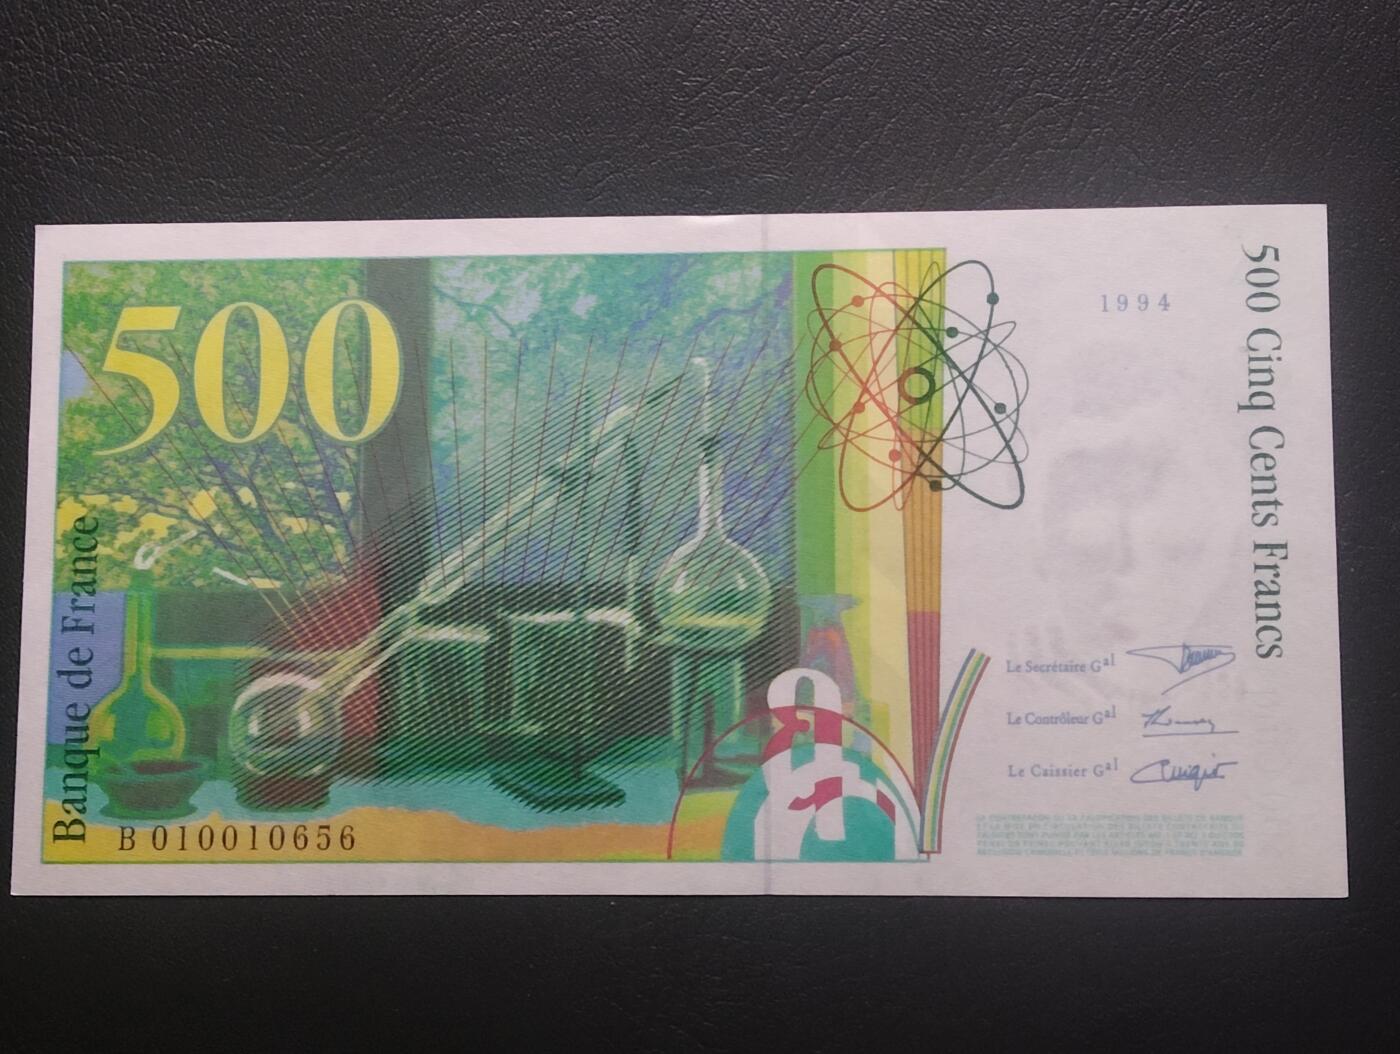 500
1994
500 Cinq Cents Francs
Banque de France
Le Secrétaire Gal
Le Contrôleur Gal
Le Caissier Gal
B 010010656